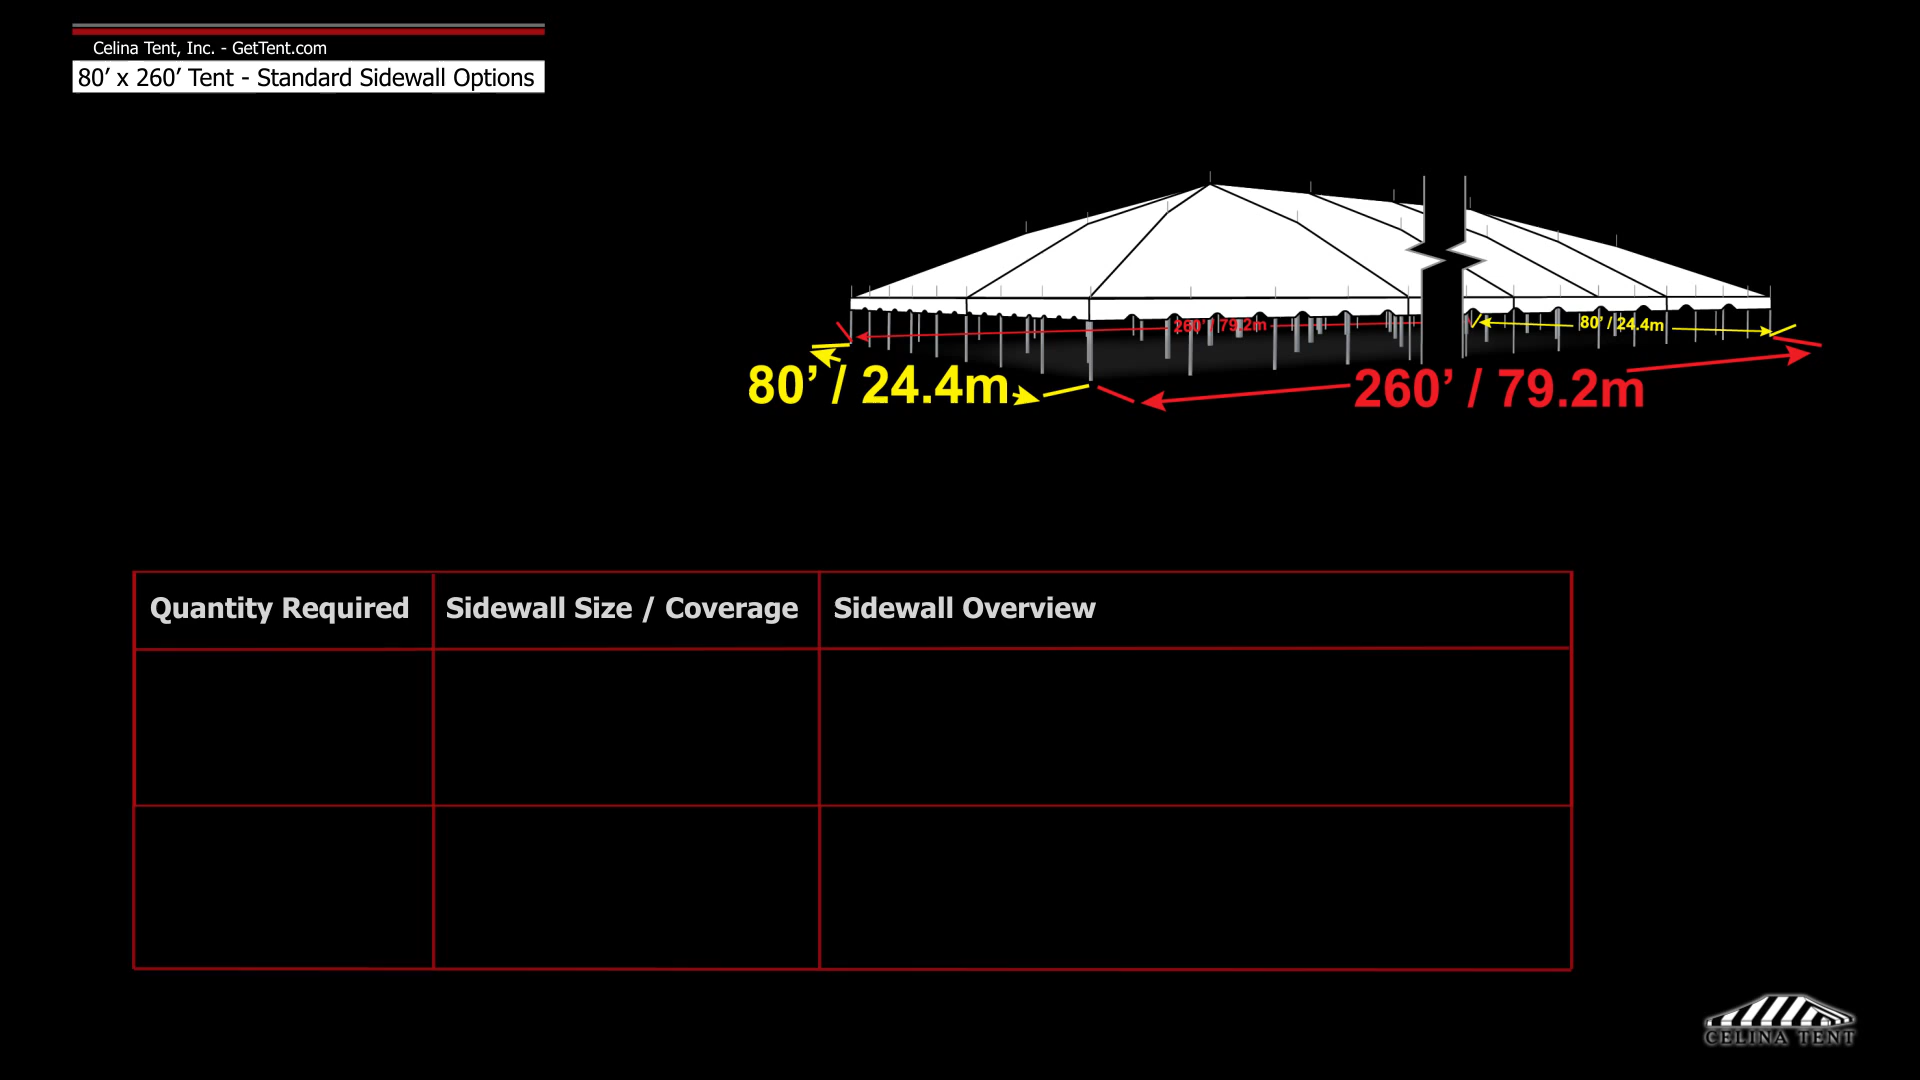 Celina Tent, Inc. - GetTent.com
80’ x 260’ Tent - Standard Sidewall Options
260’ / 79.2m
80’ / 24.4m
80’ / 24.4m
260’ / 79.2m
Quantity Required
Sidewall Size / Coverage
Sidewall Overview
CELINA TENT